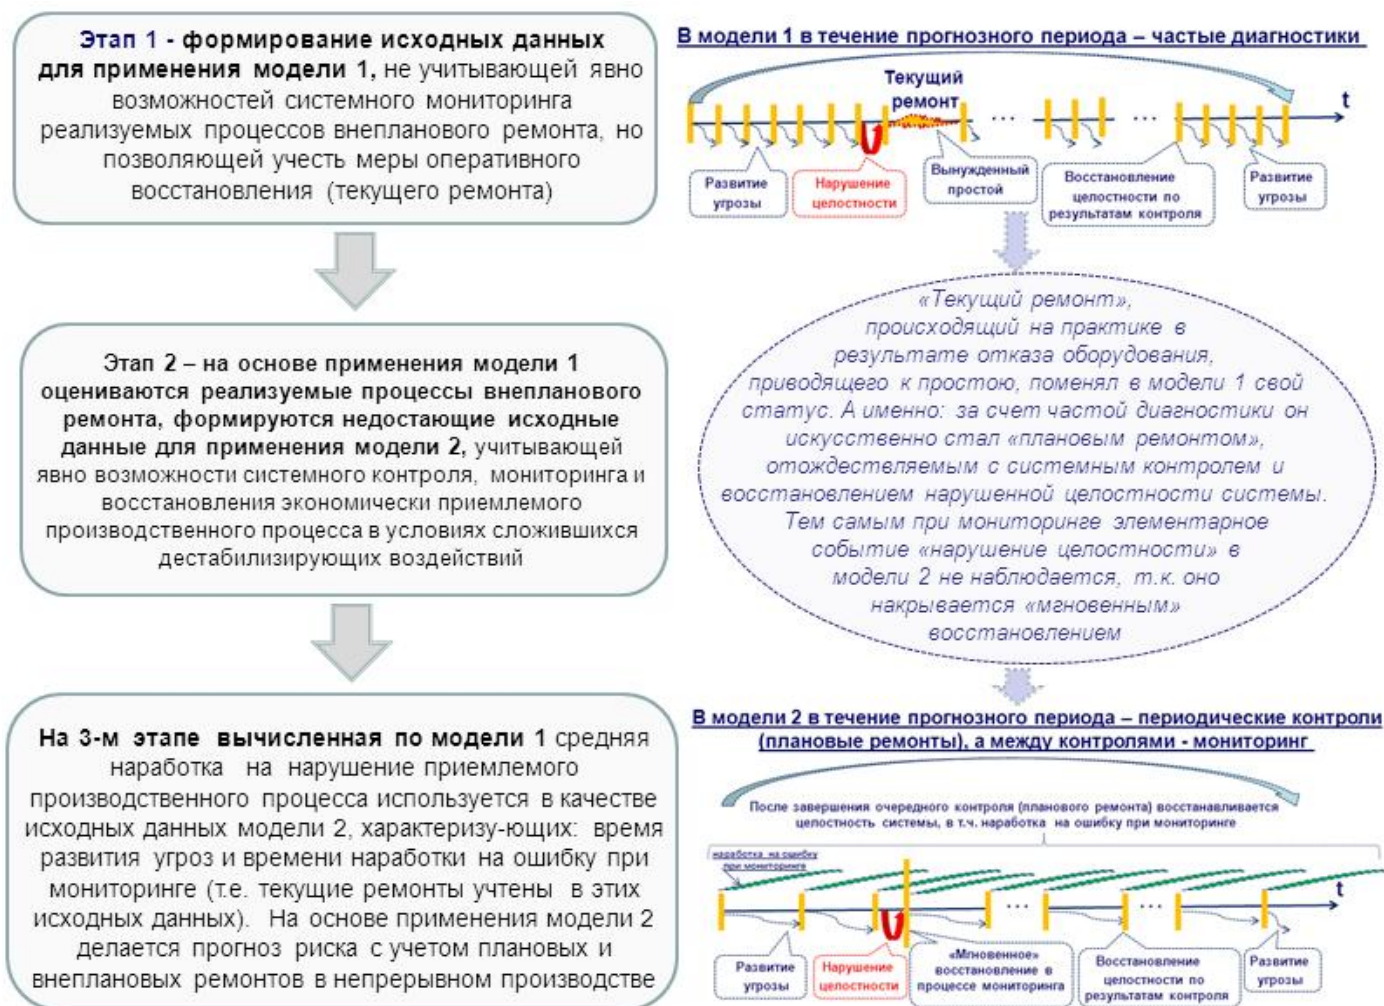 Этап 1 - формирование исходных данных
для применения модели 1, не учитывающей явно
возможностей системного мониторинга
реализуемых процессов внепланового ремонта, но
позволяющей учесть меры оперативного
восстановления (текущего ремонта)
Этап 2 – на основе применения модели 1
оцениваются реализуемые процессы внепланового
ремонта, формируются недостающие исходные
данные для применения модели 2, учитывающей
явно возможности системного контроля, мониторинга и
восстановления экономически приемлемого
производственного процесса в условиях сложившихся
дестабилизирующих воздействий
На 3-м этапе вычисленная по модели 1 средняя
наработка на нарушение приемлемого
производственного процесса используется в качестве
исходных данных модели 2, характеризу-ющих: время
развития угроз и времени наработки на ошибку при
мониторинге (т.е. текущие ремонты учтены в этих
исходных данных). На основе применения модели 2
делается прогноз риска с учетом плановых и
внеплановых ремонтов в непрерывном производстве
В модели 1 в течение прогнозного периода – частые диагностики
Текущий
ремонт
t
... ...
Развитие
угрозы
Нарушение
целостности
Вынужденный
простой
Восстановление
целостности по
результатам контроля
Развитие
угрозы
«Текущий ремонт»,
происходящий на практике в
результате отказа оборудования,
приводящего к простою, поменял в модели 1 свой
статус. А именно: за счет частой диагностики он
искусственно стал «плановым ремонтом»,
отождествляемым с системным контролем и
восстановлением нарушенной целостности системы.
Тем самым при мониторинге элементарное
событие «нарушение целостности» в
модели 2 не наблюдается, т.к. оно
накрывается «мгновенным»
восстановлением
В модели 2 в течение прогнозного периода – периодические контроли
(плановые ремонты), а между контролями - мониторинг
После завершения очередного контроля (планового ремонта) восстанавливается
целостность системы, в т.ч. наработка на ошибку при мониторинге
наработка на ошибку
при мониторинге
t
... ...
Развитие
угрозы
Нарушение
целостности
«Мгновенное»
восстановление в
процессе мониторинга
Восстановление
целостности по
результатам контроля
Развитие
угрозы